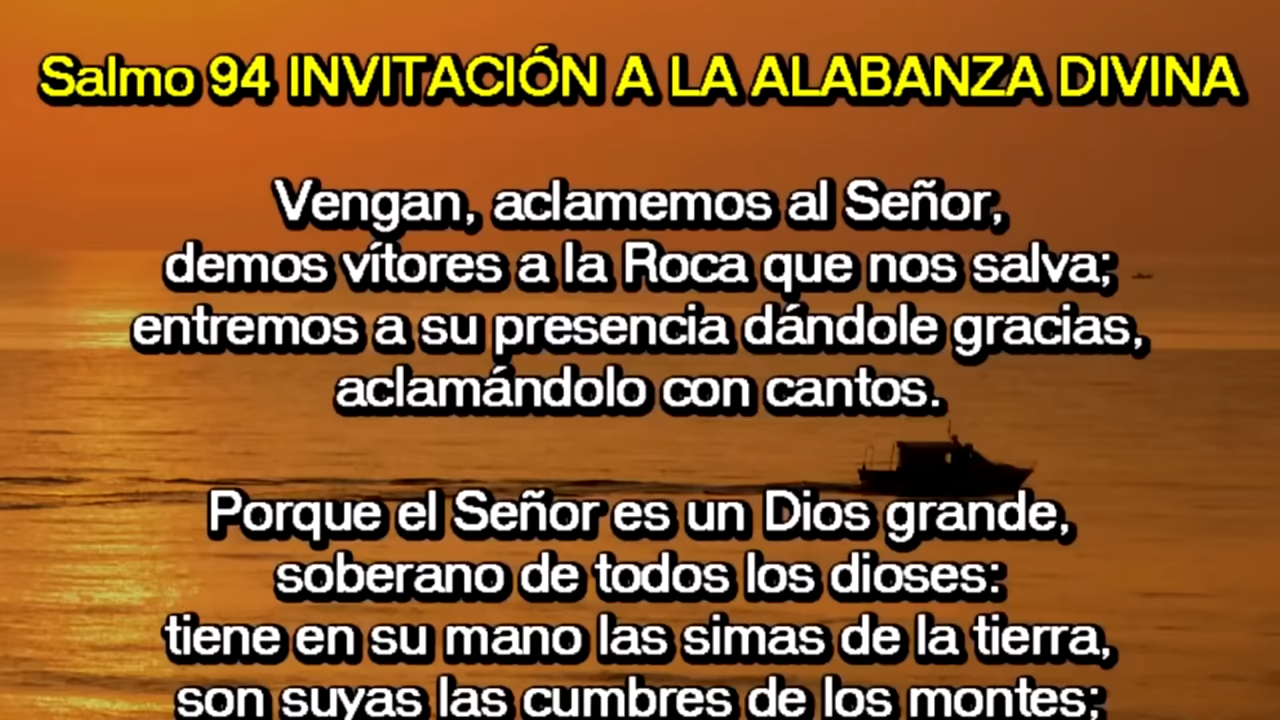 Salmo 94 INVITACIÓN A LA ALABANZA DIVINA
Vengan, aclamemos al Señor,
demos vítores a la Roca que nos salva;
entremos a su presencia dándole gracias,
aclamándolo con cantos.
Porque el Señor es un Dios grande,
soberano de todos los dioses:
tiene en su mano las simas de la tierra,
son suyas las cumbres de los montes;